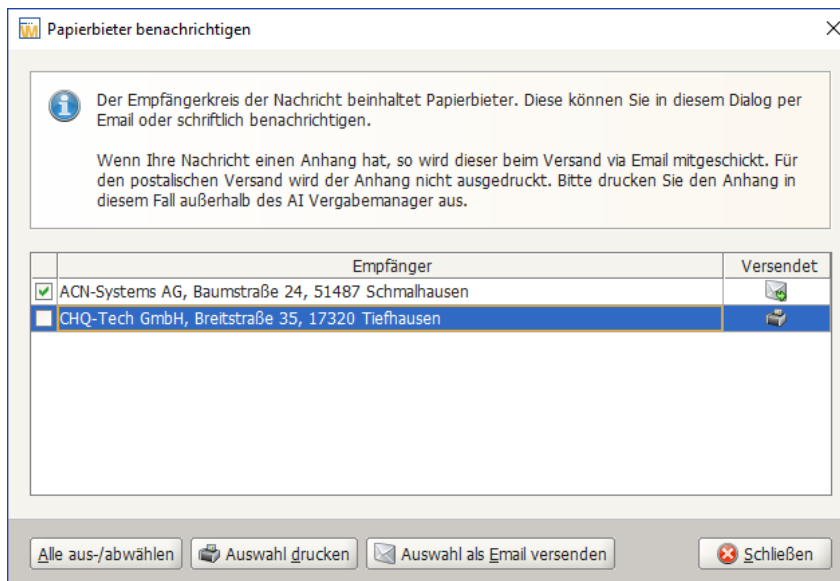 Papierbieter benachrichtigen
Der Empfängerkreis der Nachricht beinhaltet Papierbieter. Diese können Sie in diesem Dialog per
Email oder schriftlich benachrichtigen.
Wenn Ihre Nachricht einen Anhang hat, so wird dieser beim Versand via Email mitgeschickt. Für
den postalischen Versand wird der Anhang nicht ausgedruckt. Bitte drucken Sie den Anhang in
diesem Fall außerhalb des AI Vergabemanager aus.
Empfänger Versendet
ACN-Systems AG, Baumstraße 24, 51487 Schmalhausen
CHQ-Tech GmbH, Breitstraße 35, 17320 Tiefhausen
Alle aus-/abwählen Auswahl drucken Auswahl als Email versenden Schließen